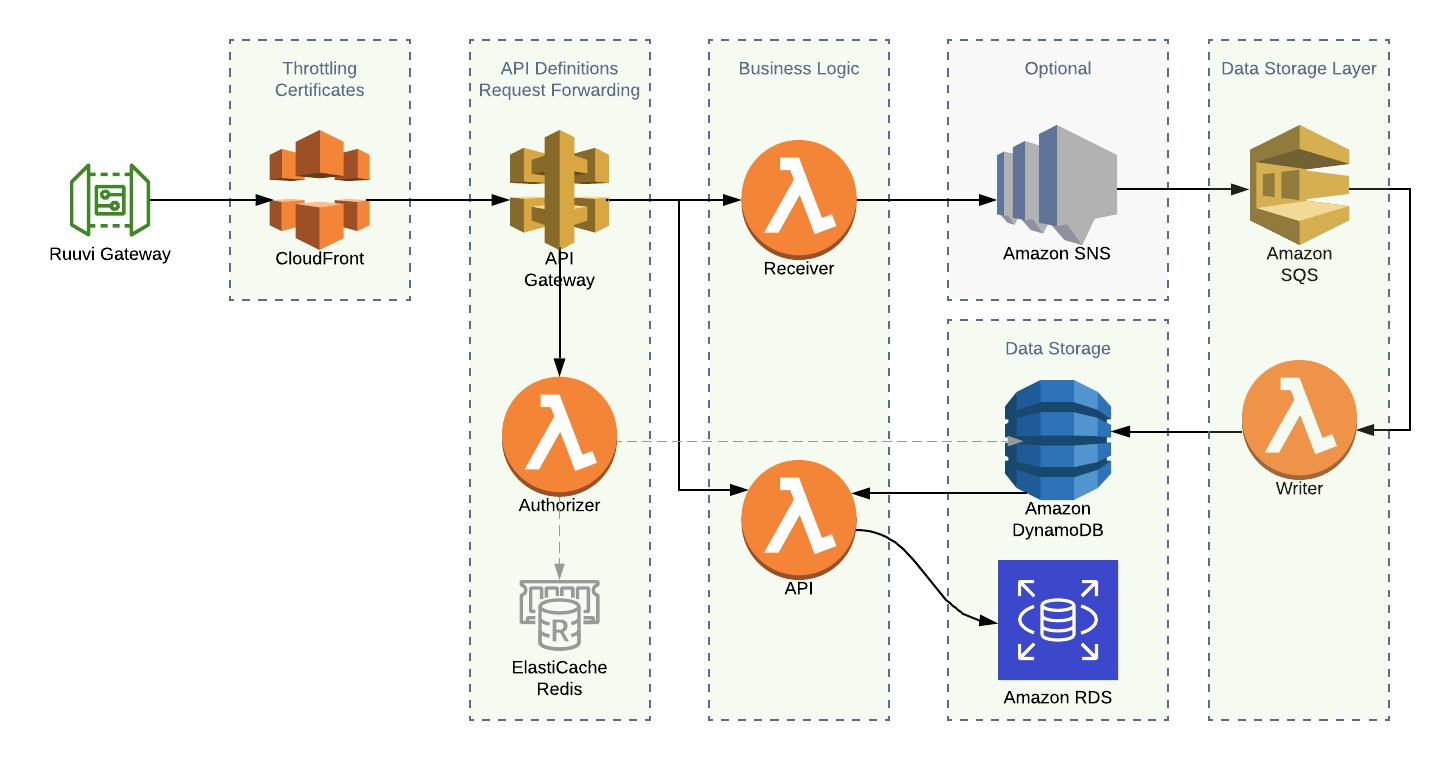 Throttling
Certificates
API Definitions
Request Forwarding
Business Logic
Optional
Data Storage Layer
Ruuvi Gateway
CloudFront
API
Gateway
Receiver
Amazon SNS
Amazon
SQS
Data Storage
Authorizer
Amazon
DynamoDB
Writer
API
R
ElastiCache
Redis
Amazon RDS